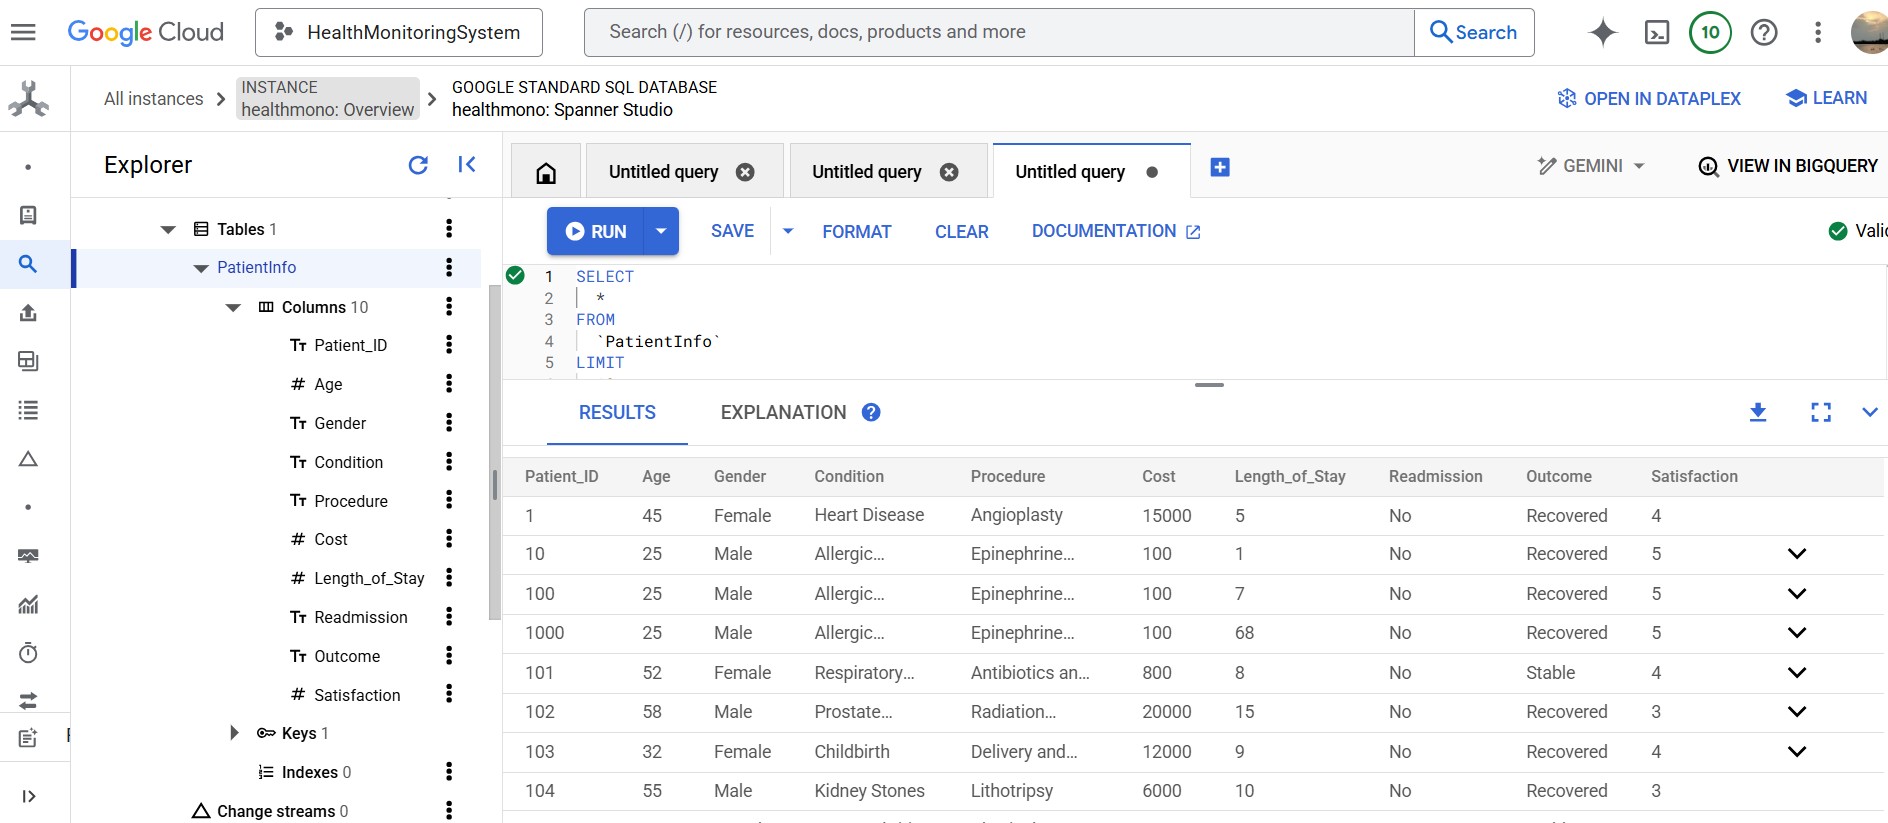 Google Cloud
HealthMonitoringSystem
Search (/) for resources, docs, products and more
Search
10
All instances
INSTANCE
healthmono: Overview
GOOGLE STANDARD SQL DATABASE
healthmono: Spanner Studio
OPEN IN DATAPLEX
LEARN
Explorer
Untitled query
Untitled query
Untitled query
GEMINI
VIEW IN BIGQUERY
Tables 1
PatientInfo
Columns 10
Tт Patient_ID
# Age
Tт Gender
Tт Condition
Tт Procedure
# Cost
# Length_of_Stay
Tт Readmission
Tт Outcome
# Satisfaction
Keys 1
Indexes 0
Change streams 0
RUN SAVE FORMAT CLEAR DOCUMENTATION
1 SELECT
2 *
3 FROM
4 `PatientInfo`
5 LIMIT
RESULTS EXPLANATION
Patient_ID Age Gender Condition Procedure Cost Length_of_Stay Readmission Outcome Satisfaction
1 45 Female Heart Disease Angioplasty 15000 5 No Recovered 4
10 25 Male Allergic... Epinephrine... 100 1 No Recovered 5
100 25 Male Allergic... Epinephrine... 100 7 No Recovered 5
1000 25 Male Allergic... Epinephrine... 100 68 No Recovered 5
101 52 Female Respiratory... Antibiotics an... 800 8 No Stable 4
102 58 Male Prostate... Radiation... 20000 15 No Recovered 3
103 32 Female Childbirth Delivery and... 12000 9 No Recovered 4
104 55 Male Kidney Stones Lithotripsy 6000 10 No Recovered 3